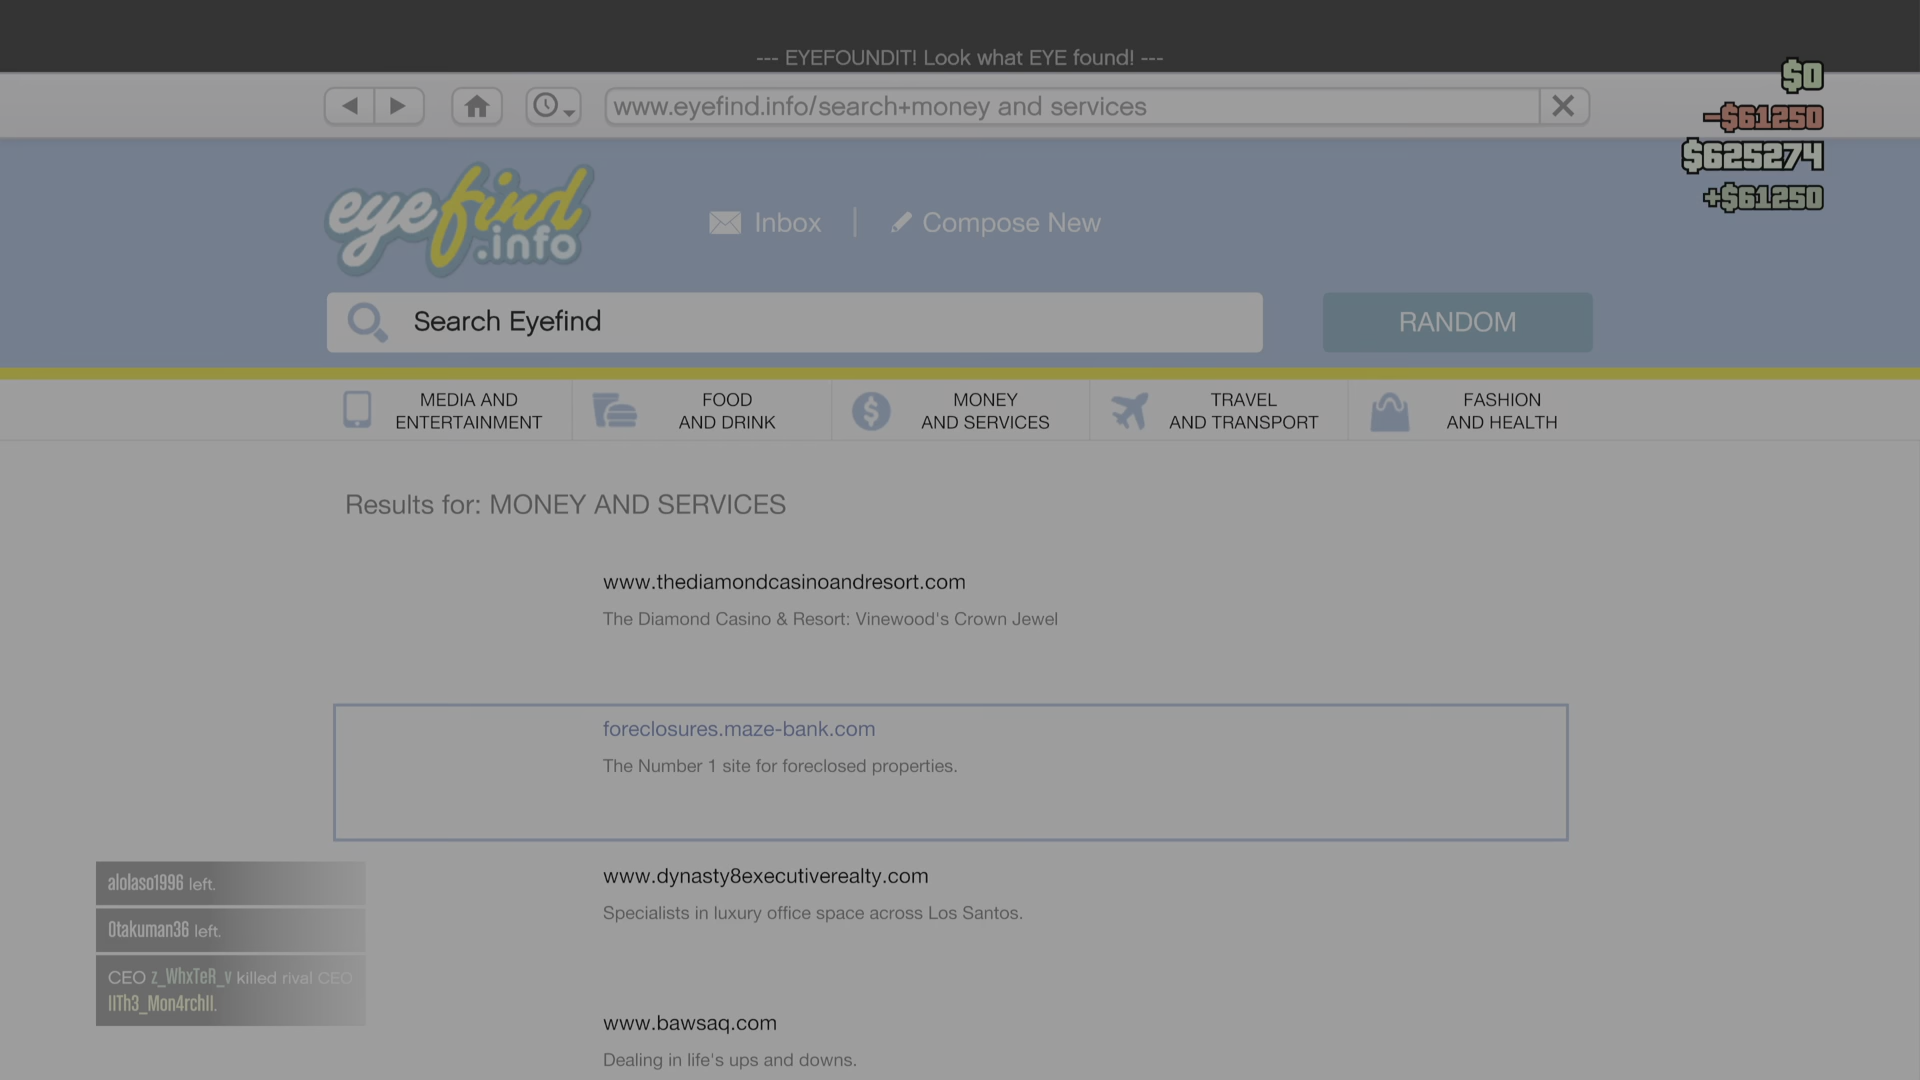 --- EYEFOUNDIT! Look what EYE found! ---
www.eyefind.info/search+money and services
$0
-$61250
$625274
+$61250
eyefind
.info
Inbox
Compose New
Search Eyefind
RANDOM
MEDIA AND
ENTERTAINMENT
FOOD
AND DRINK
MONEY
AND SERVICES
TRAVEL
AND TRANSPORT
FASHION
AND HEALTH
Results for: MONEY AND SERVICES
www.thediamondcasinoandresort.com
The Diamond Casino & Resort: Vinewood's Crown Jewel
foreclosures.maze-bank.com
The Number 1 site for foreclosed properties.
www.dynasty8executiverealty.com
Specialists in luxury office space across Los Santos.
www.bawsaq.com
Dealing in life's ups and downs.
alolaso1996 left.
Otakuman36 left.
CEO z_WhxTeR_v killed rival CEO
IITh3_Mon4rchII.